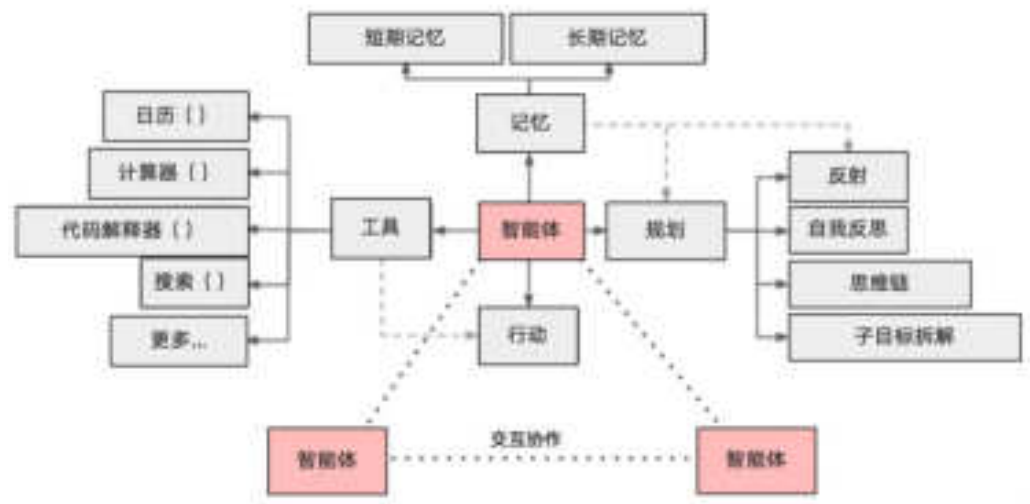 短期记忆
长期记忆
日历（）
记忆
计算器（）
反射
代码解释器（）
工具
智能体
规划
自我反思
搜索（）
思维链
更多...
行动
子目标拆解
交互协作
智能体
智能体